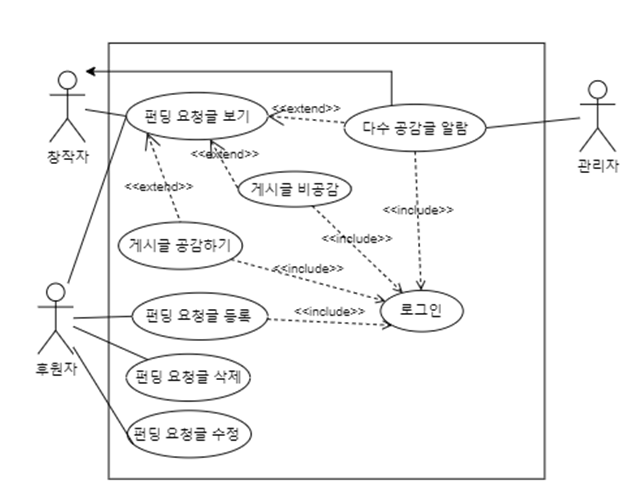 <<extend>>
펀딩 요청글 보기
다수 공감글 알람
창작자
관리자
<<extend>>
<<extend>>
게시글 비공감
<<include>>
게시글 공감하기
<<include>>
<<include>>
펀딩 요청글 등록
<<include>>
로그인
후원자
펀딩 요청글 삭제
펀딩 요청글 수정